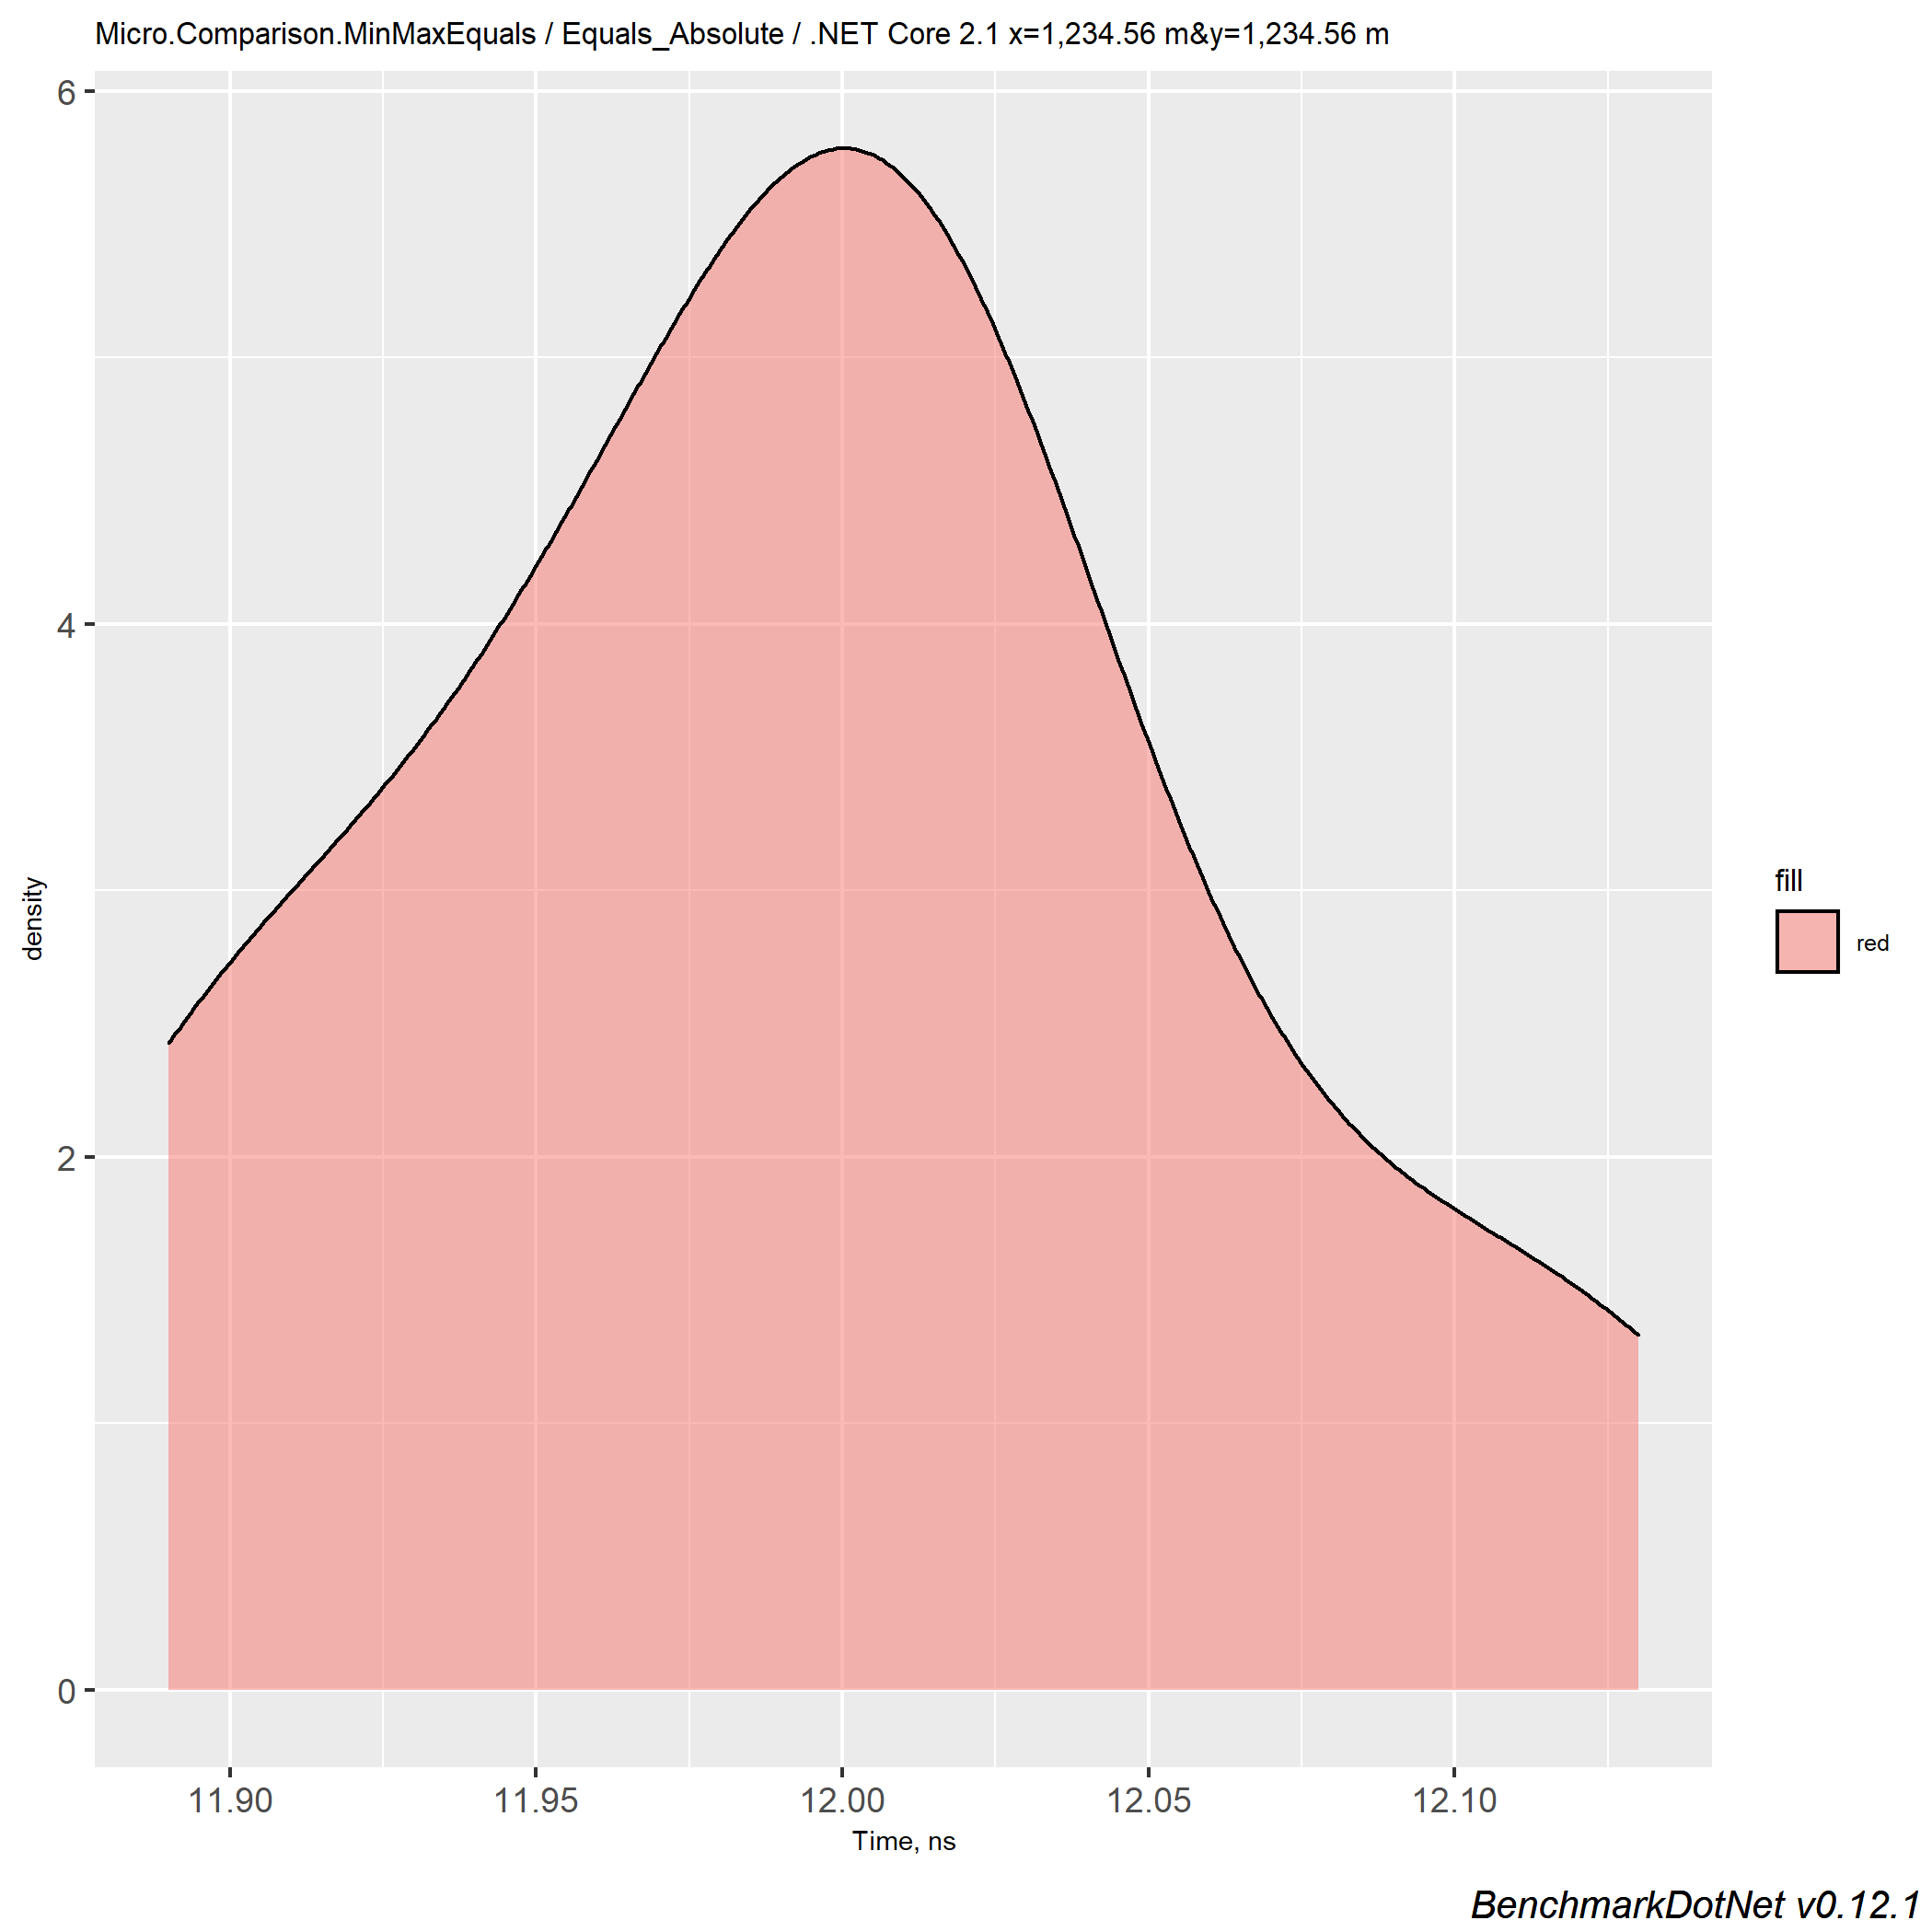 Micro.Comparison.MinMaxEquals / Equals_Absolute / .NET Core 2.1 x=1,234.56 m&y=1,234.56 m
6
4
2
0
density
11.90 11.95 12.00 12.05 12.10
Time, ns
fill
red
BenchmarkDotNet v0.12.1